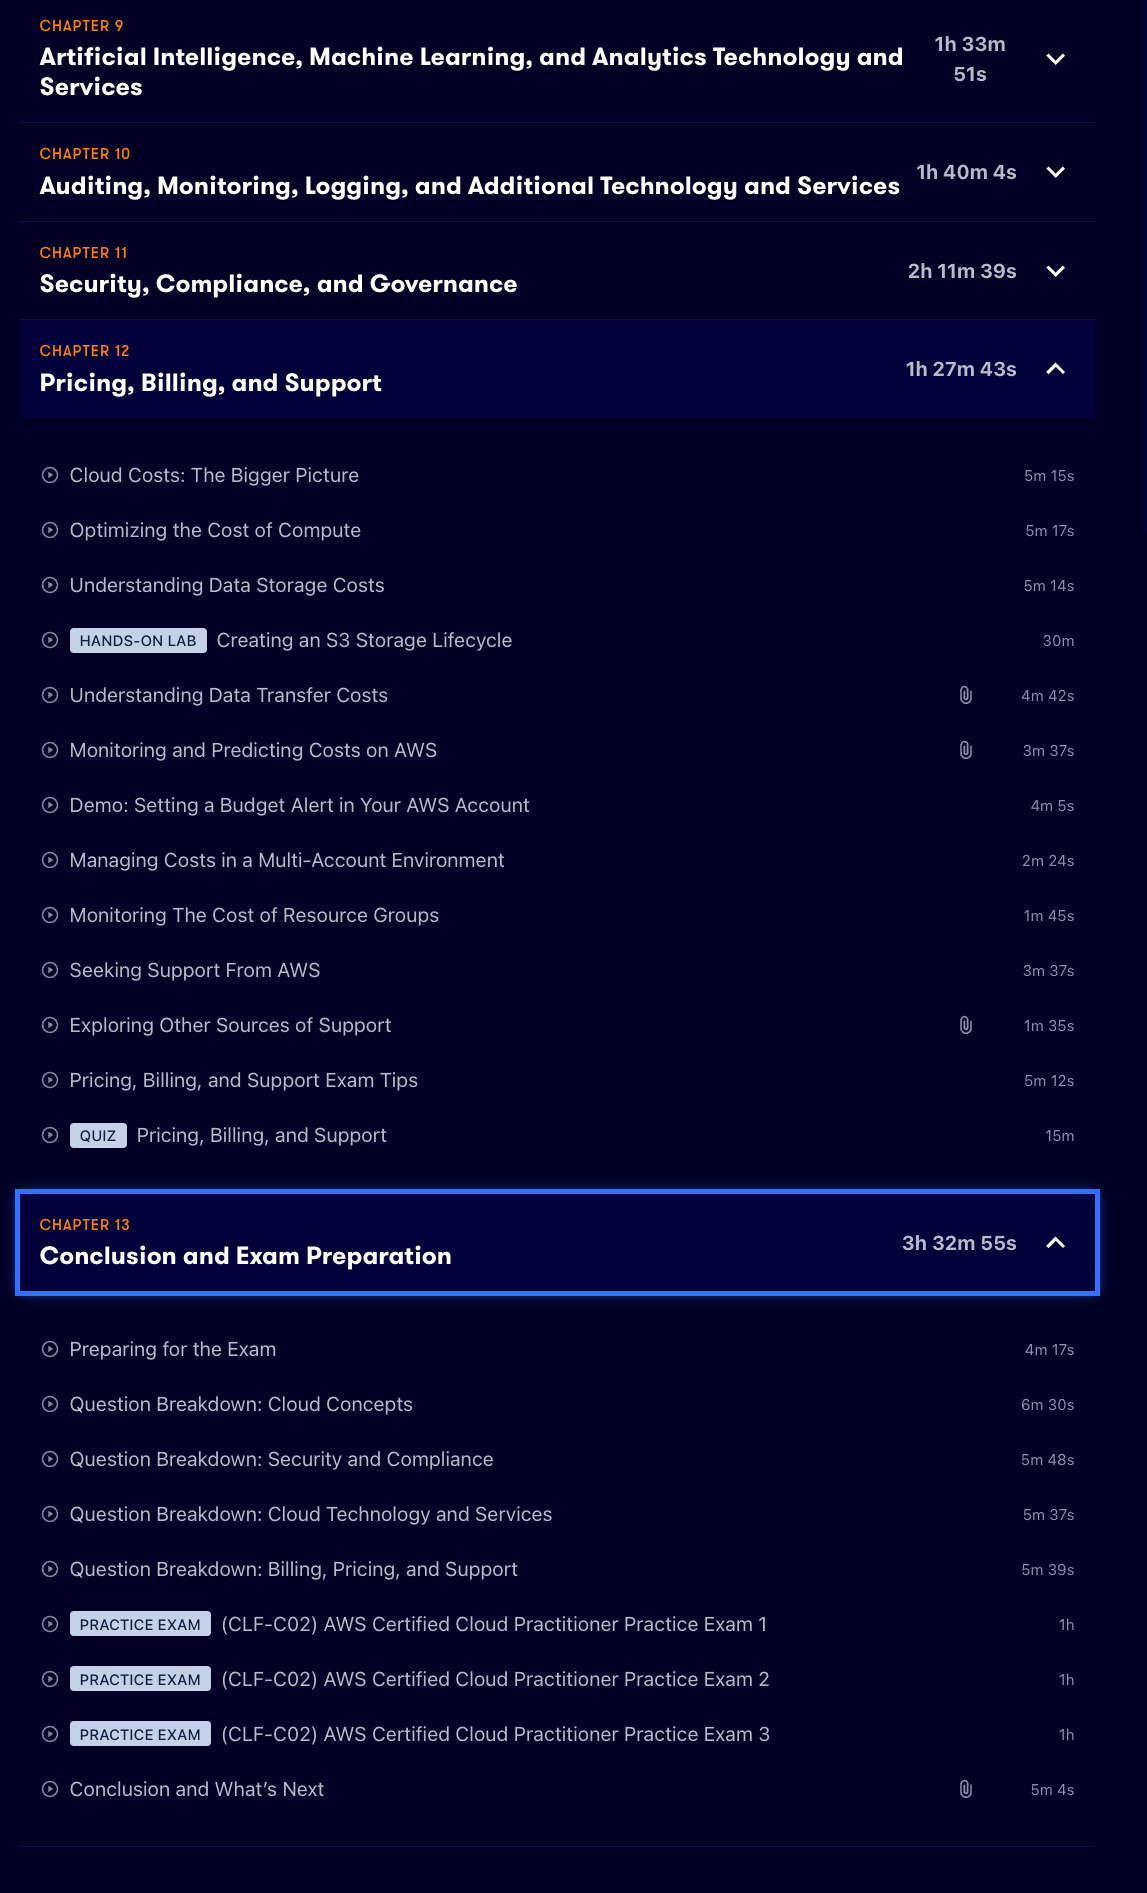 CHAPTER 9
Artificial Intelligence, Machine Learning, and Analytics Technology and
Services
1h 33m
51s
CHAPTER 10
Auditing, Monitoring, Logging, and Additional Technology and Services
1h 40m 4s
CHAPTER 11
Security, Compliance, and Governance
2h 11m 39s
CHAPTER 12
Pricing, Billing, and Support
1h 27m 43s
Cloud Costs: The Bigger Picture 5m 15s
Optimizing the Cost of Compute 5m 17s
Understanding Data Storage Costs 5m 14s
HANDS-ON LAB Creating an S3 Storage Lifecycle 30m
Understanding Data Transfer Costs 4m 42s
Monitoring and Predicting Costs on AWS 3m 37s
Demo: Setting a Budget Alert in Your AWS Account 4m 5s
Managing Costs in a Multi-Account Environment 2m 24s
Monitoring The Cost of Resource Groups 1m 45s
Seeking Support From AWS 3m 37s
Exploring Other Sources of Support 1m 35s
Pricing, Billing, and Support Exam Tips 5m 12s
QUIZ Pricing, Billing, and Support 15m
CHAPTER 13
Conclusion and Exam Preparation
3h 32m 55s
Preparing for the Exam 4m 17s
Question Breakdown: Cloud Concepts 6m 30s
Question Breakdown: Security and Compliance 5m 48s
Question Breakdown: Cloud Technology and Services 5m 37s
Question Breakdown: Billing, Pricing, and Support 5m 39s
PRACTICE EXAM (CLF-C02) AWS Certified Cloud Practitioner Practice Exam 1 1h
PRACTICE EXAM (CLF-C02) AWS Certified Cloud Practitioner Practice Exam 2 1h
PRACTICE EXAM (CLF-C02) AWS Certified Cloud Practitioner Practice Exam 3 1h
Conclusion and What's Next 5m 4s